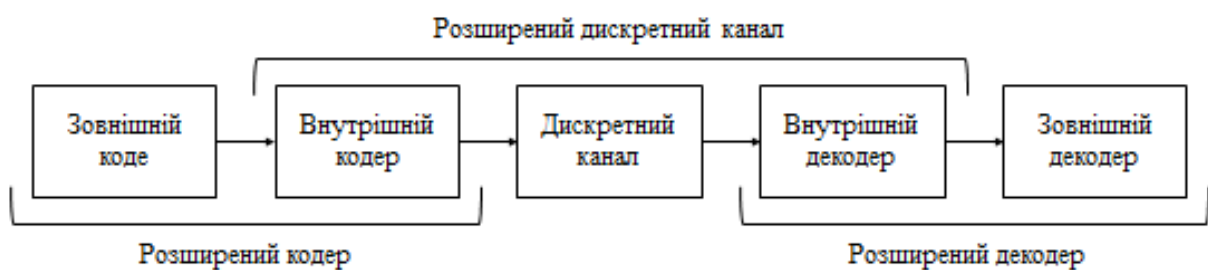 Розширений дискретний канал
Зовнішній
коде
Внутрішній
кодер
Дискретний
канал
Внутрішній
декодер
Зовнішній
декодер
Розширений кодер
Розширений декодер